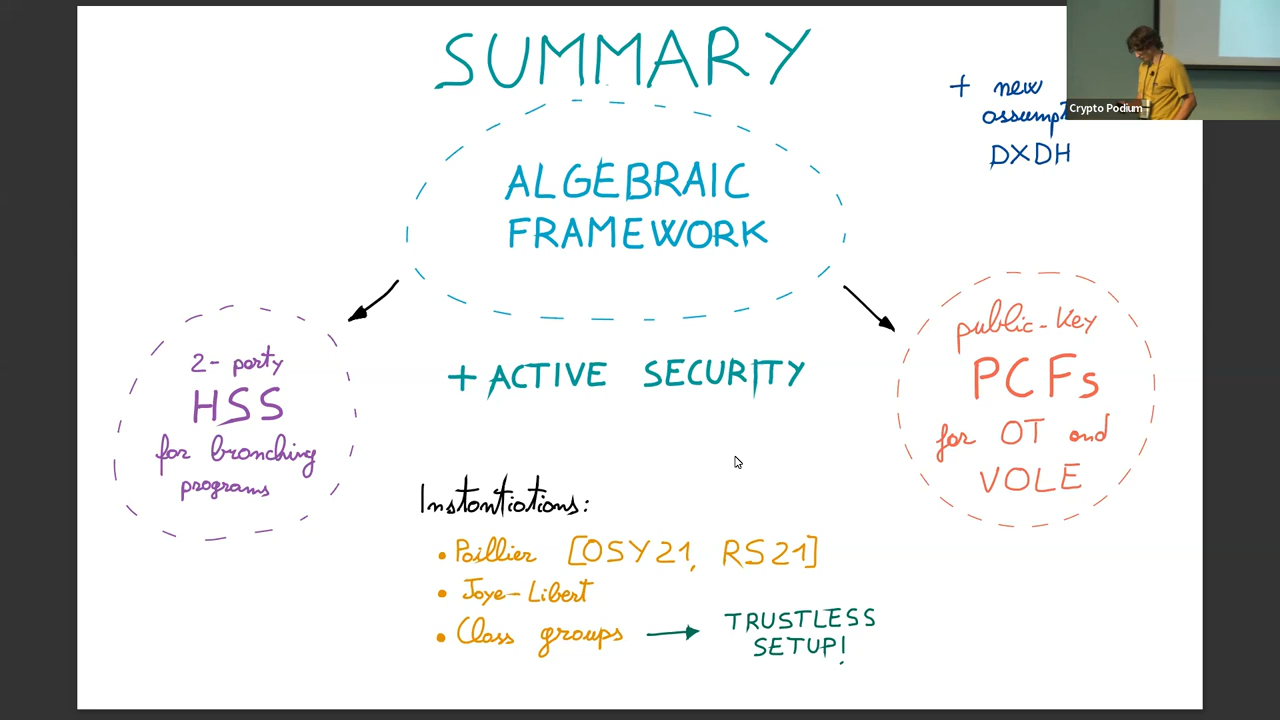 SUMMARY
+ new
DXDH
Crypto Podium
ALGEBRAIC
FRAMEWORK
2-party
HSS
for branching
programs
+ ACTIVE SECURITY
public-key
PCFs
for OT and
VOLE
Instantiations:
• Paillier [OSY21, RS21]
• Joye-Libert
• Class groups → TRUSTLESS
SETUP!